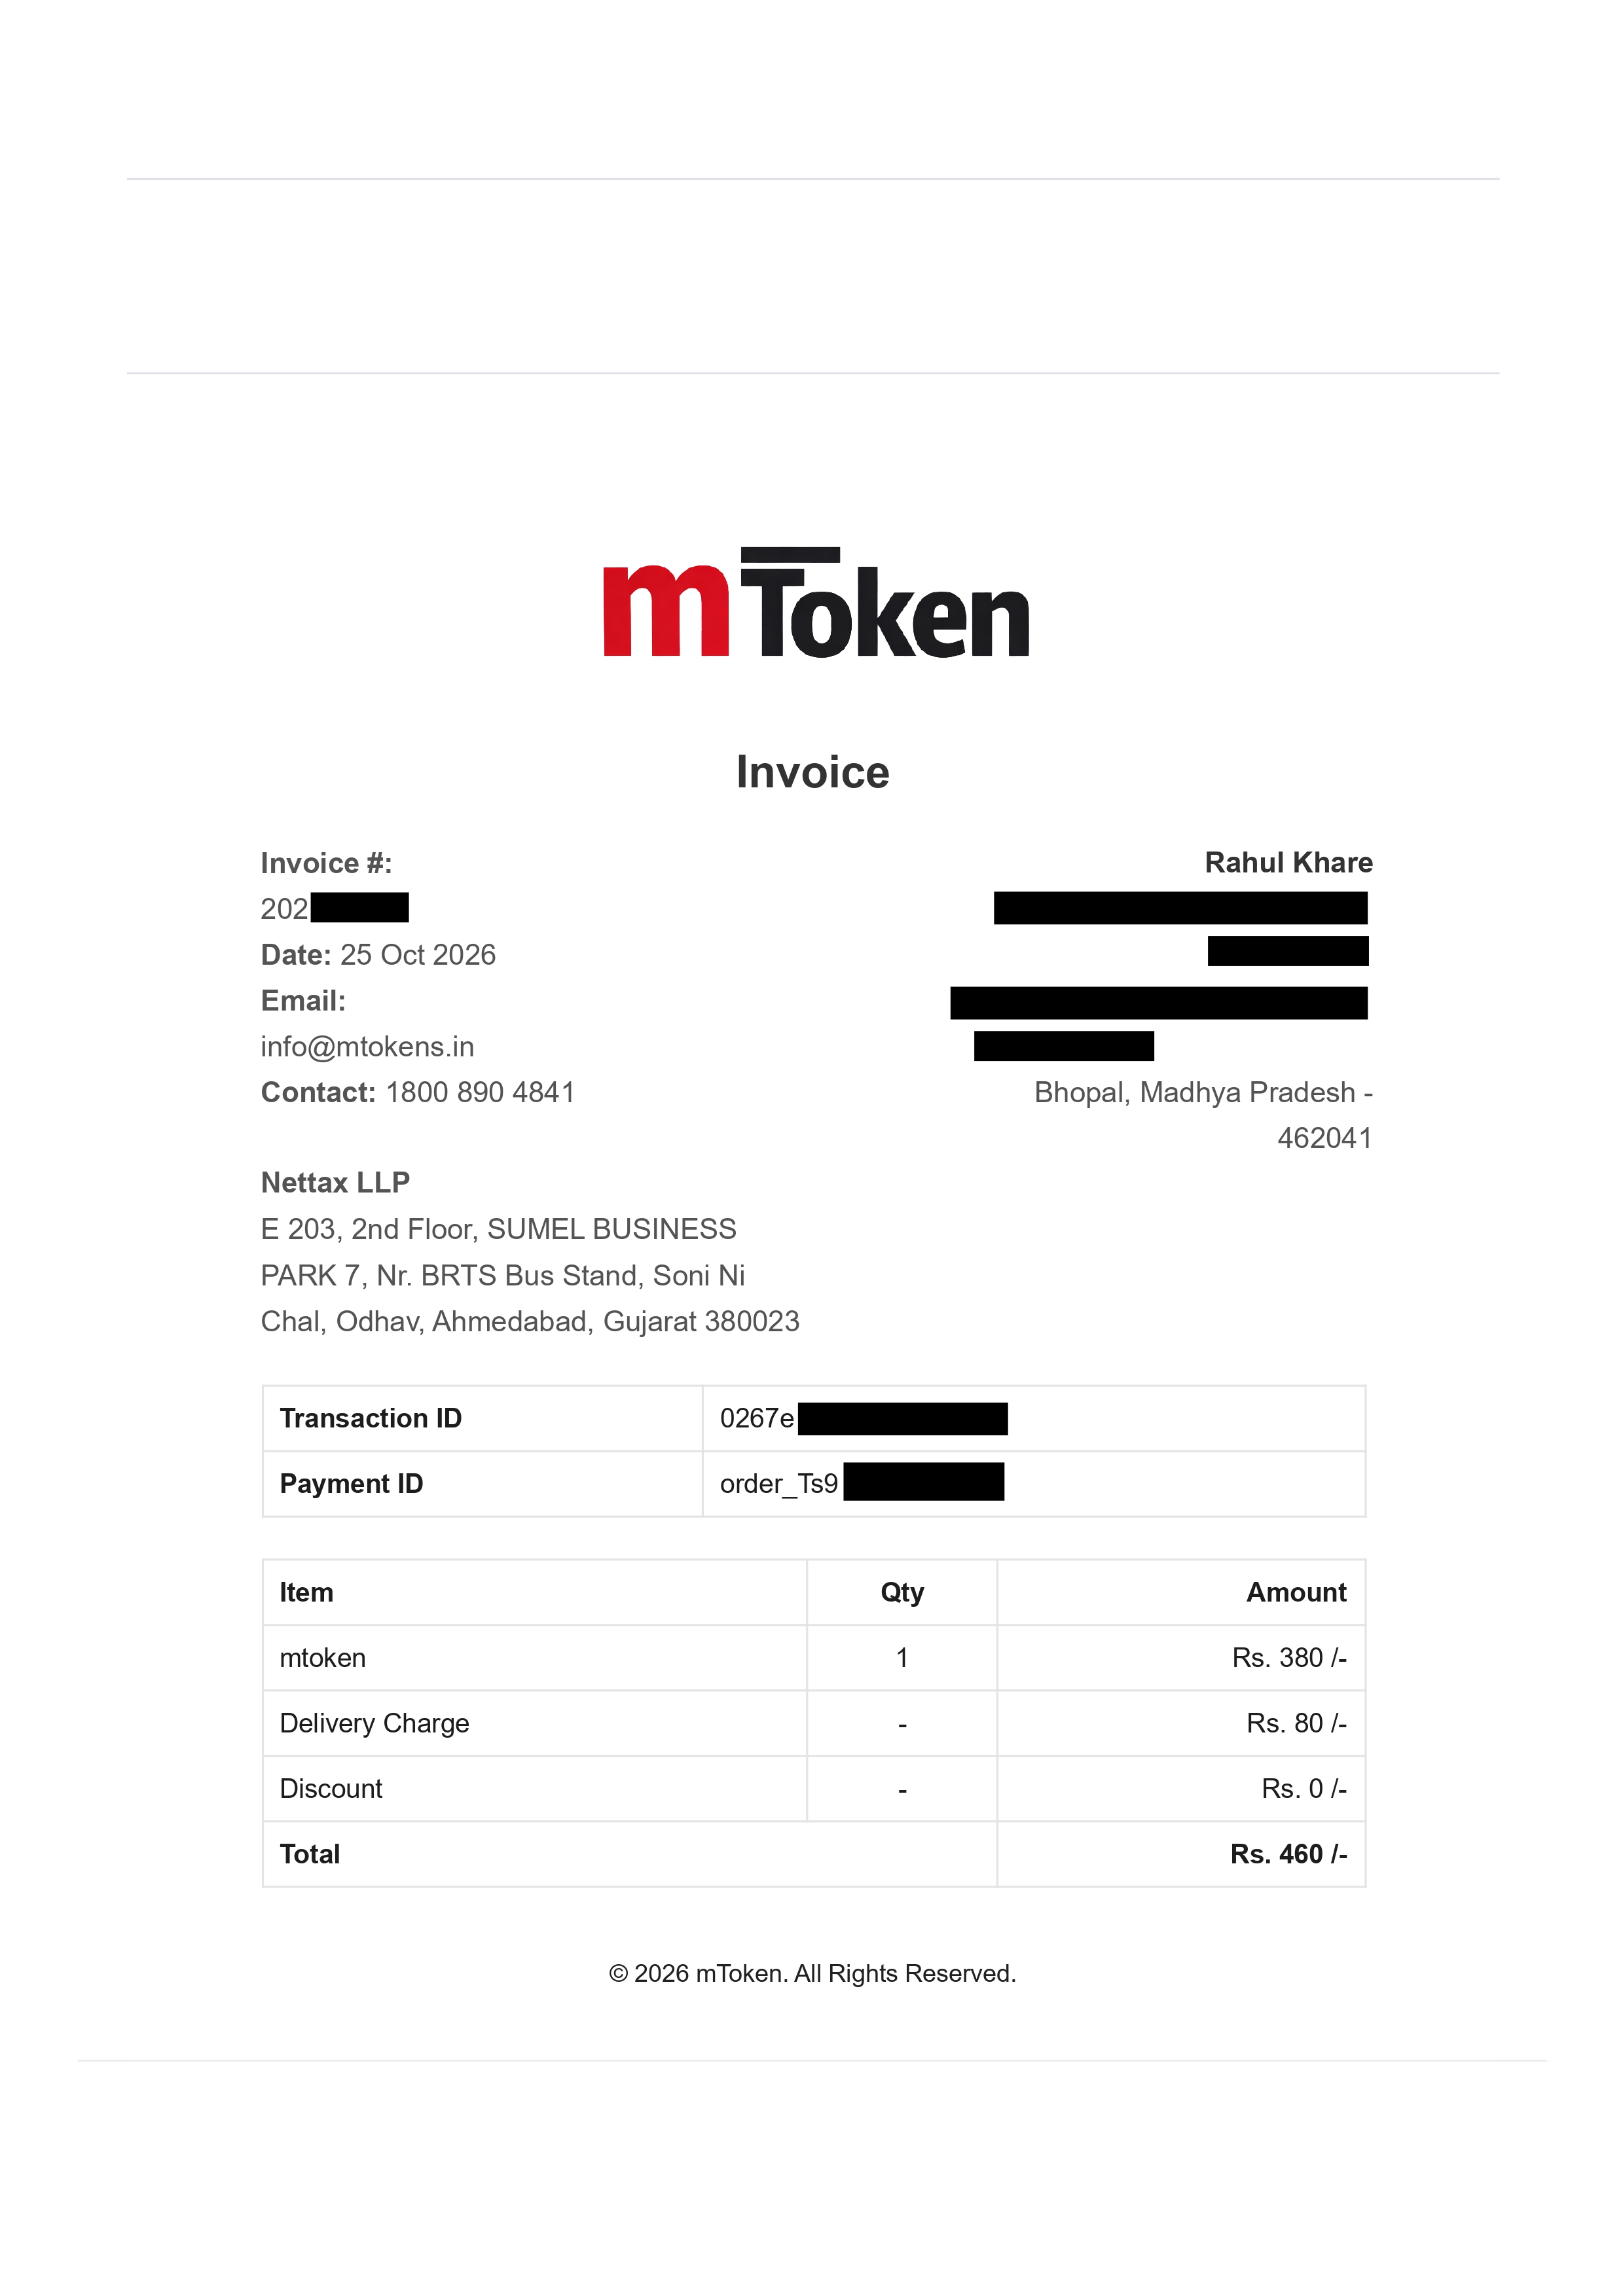 mToken
Invoice
Invoice #:
202
Date: 25 Oct 2026
Email:
info@mtokens.in
Contact: 1800 890 4841
Rahul Khare
Bhopal, Madhya Pradesh -
462041
Nettax LLP
E 203, 2nd Floor, SUMEL BUSINESS
PARK 7, Nr. BRTS Bus Stand, Soni Ni
Chal, Odhav, Ahmedabad, Gujarat 380023
Transaction ID 0267e
Payment ID order_Ts9
Item Qty Amount
mtoken 1 Rs. 380 /-
Delivery Charge - Rs. 80 /-
Discount - Rs. 0 /-
Total Rs. 460 /-
© 2026 mToken. All Rights Reserved.